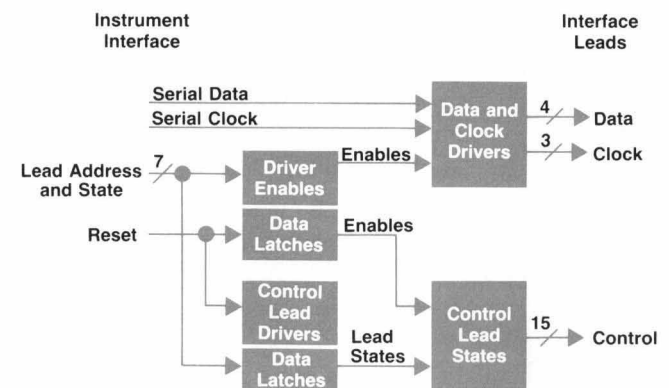 Instrument
Interface
Interface
Leads
Serial Data
Serial Clock
Data and
Clock
Drivers
4
Data
3
Clock
Lead Address
and State
7
Driver
Enables
Enables
Reset
Data
Latches
Enables
Control
Lead
Drivers
Data
Latches
Lead
States
Control
Lead
States
15
Control